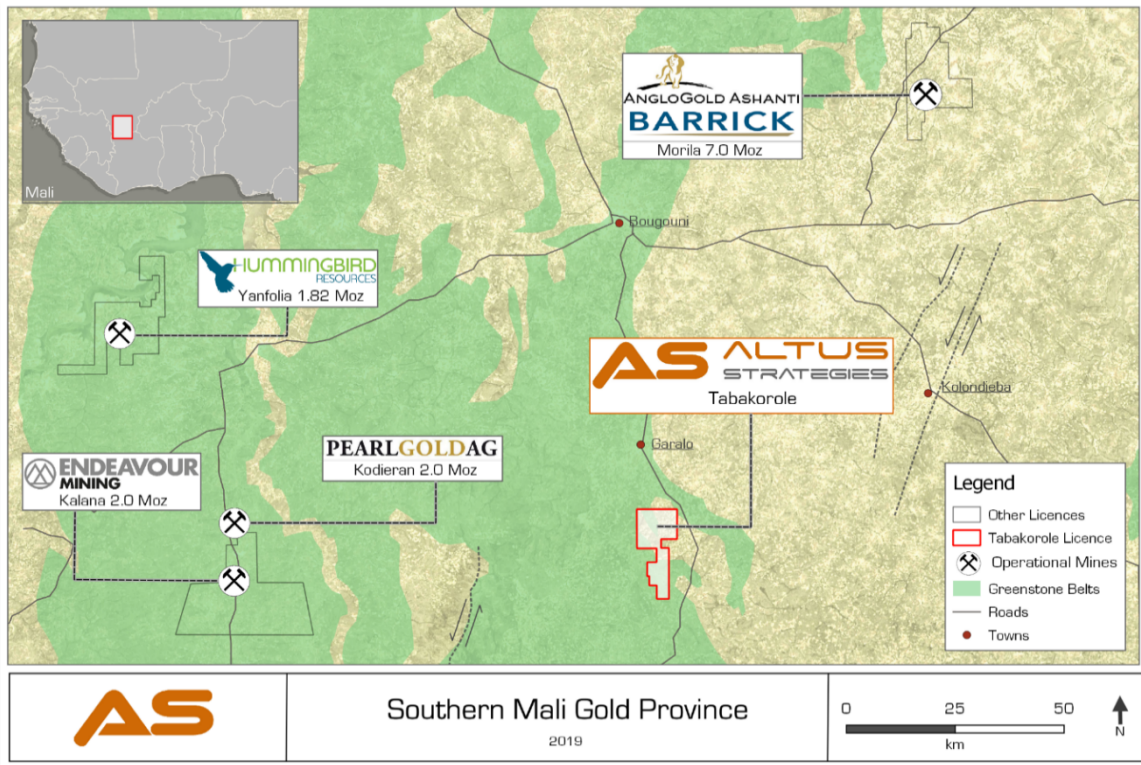 Mali
ANGLOGOLD ASHANTI
BARRICK
Morila 7.0 Moz
Bougouni
HUMMINGBIRD
RESOURCES
Yanfolia 1.82 Moz
AS ALTUS
STRATEGIES
Tabakorole
Kolondieba
Garalo
PEARLGOLDAG
Kodieran 2.0 Moz
ENDEAVOUR
MINING
Kalana 2.0 Moz
Legend
Other Licences
Tabakorole Licence
Operational Mines
Greenstone Belts
Roads
Towns
AS
Southern Mali Gold Province
2019
0 25 50
km
N